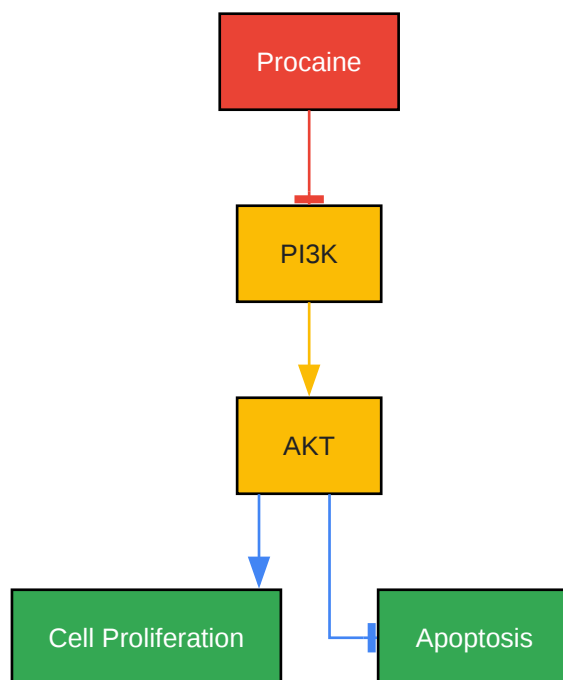 Procaine
PI3K
AKT
Cell Proliferation
Apoptosis